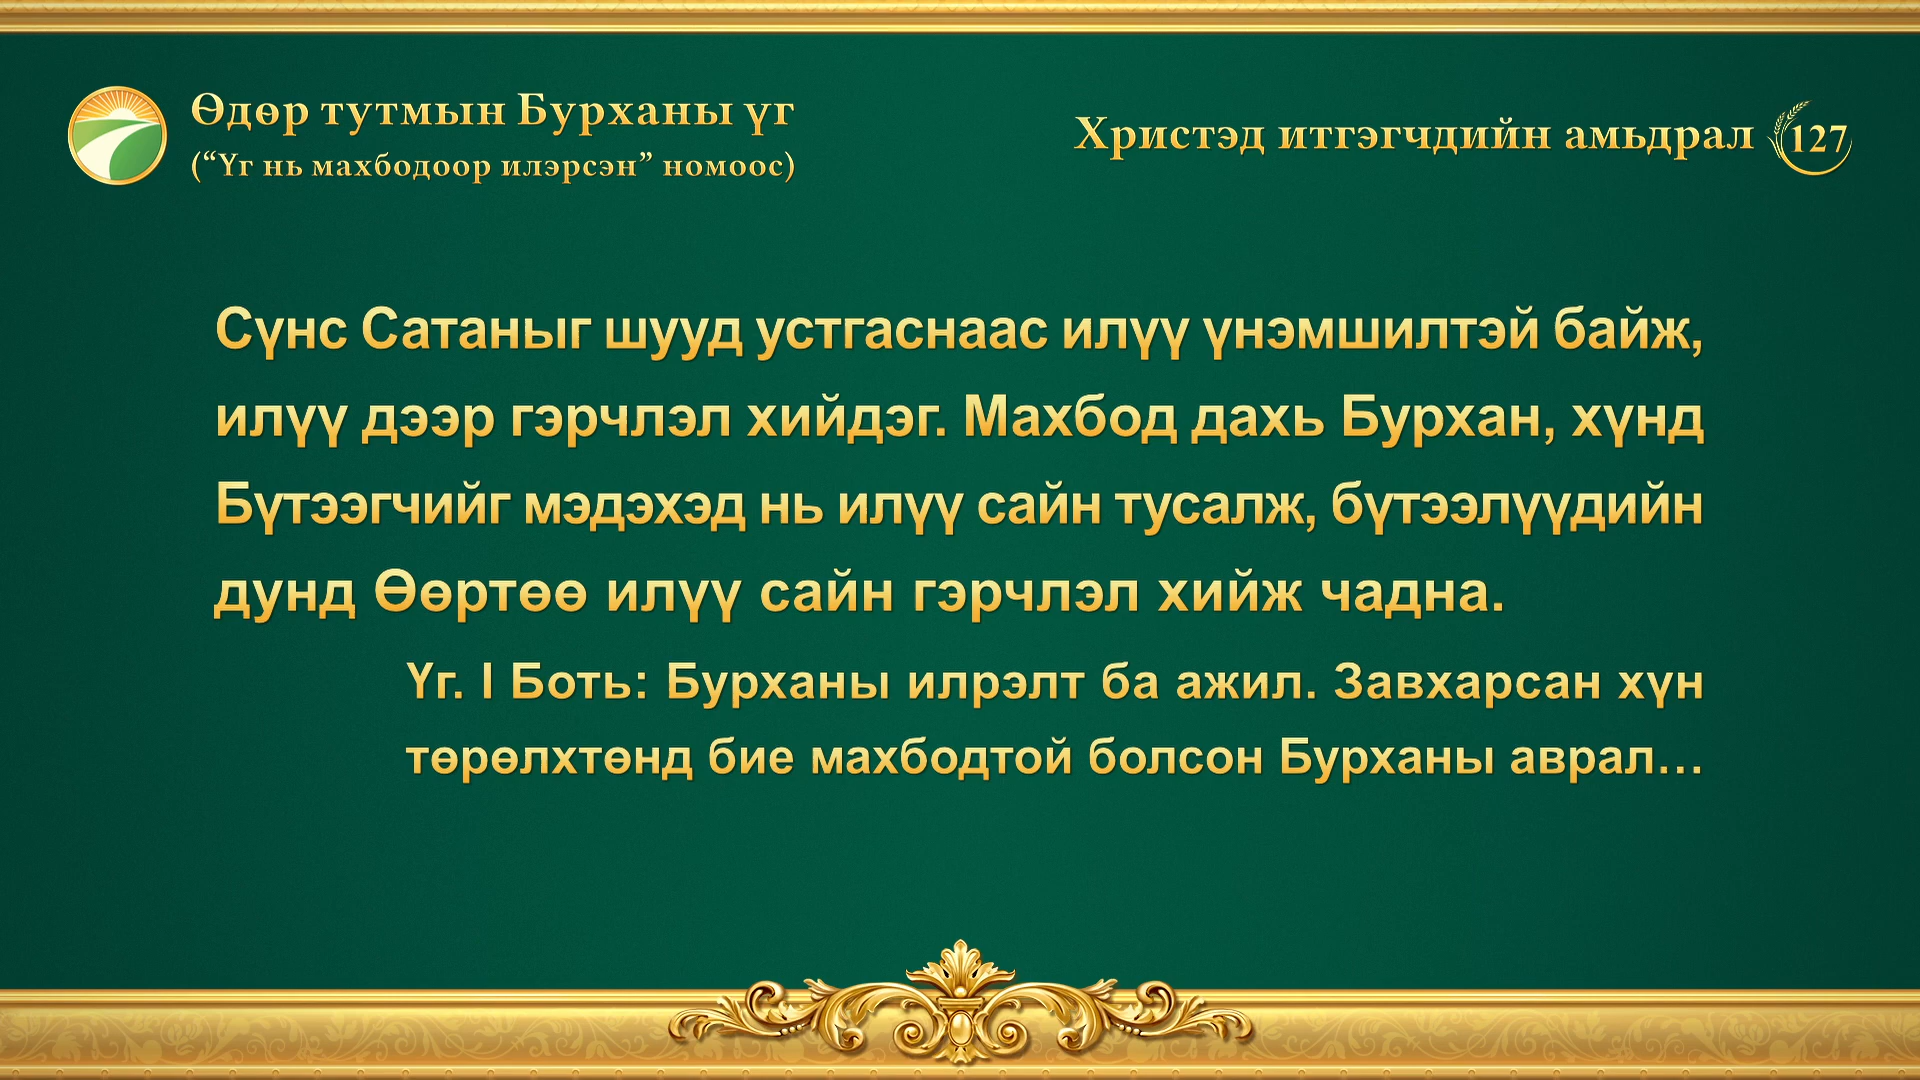 Өдөр тутмын Бурханы үг
(“Үг нь махбодоор илэрсэн” номоос)
Христэд итгэгчдийн амьдрал 127
Сүнс Сатаныг шууд устгаснаас илүү үнэмшилтэй байж,
илүү дээр гэрчлэл хийдэг. Махбод дахь Бурхан, хүнд
Бүтээгчийг мэдэхэд нь илүү сайн тусалж, бүтээлүүдийн
дунд Өөртөө илүү сайн гэрчлэл хийж чадна.
Үг. I Боть: Бурханы илрэлт ба ажил. Завхарсан хүн
төрөлхтөнд бие махбодтой болсон Бурханы аврал…